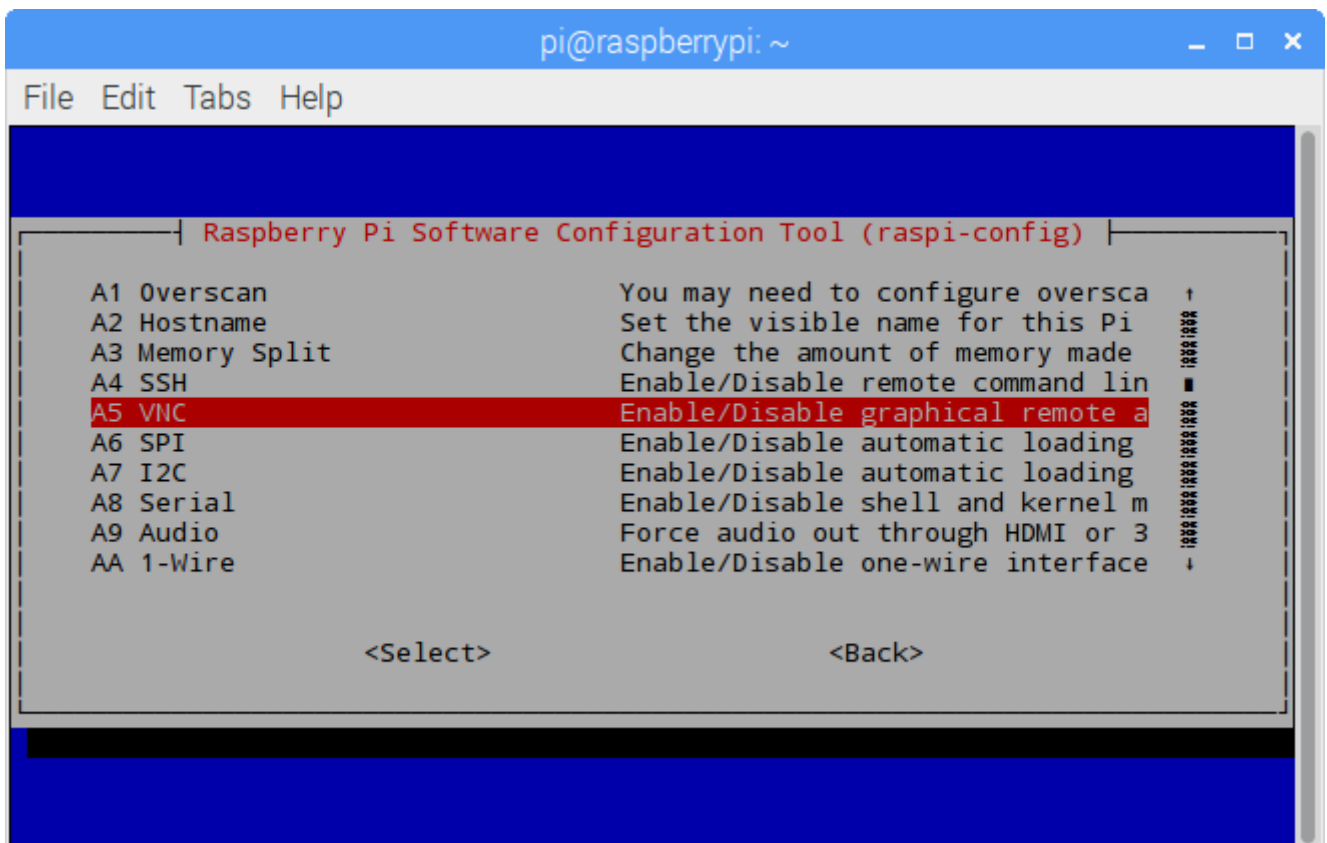 pi@raspberrypi: ~
File Edit Tabs Help
Raspberry Pi Software Configuration Tool (raspi-config)
A1 Overscan You may need to configure oversca
A2 Hostname Set the visible name for this Pi
A3 Memory Split Change the amount of memory made
A4 SSH Enable/Disable remote command lin
A5 VNC Enable/Disable graphical remote a
A6 SPI Enable/Disable automatic loading
A7 I2C Enable/Disable automatic loading
A8 Serial Enable/Disable shell and kernel m
A9 Audio Force audio out through HDMI or 3
AA 1-Wire Enable/Disable one-wire interface
<Select> <Back>